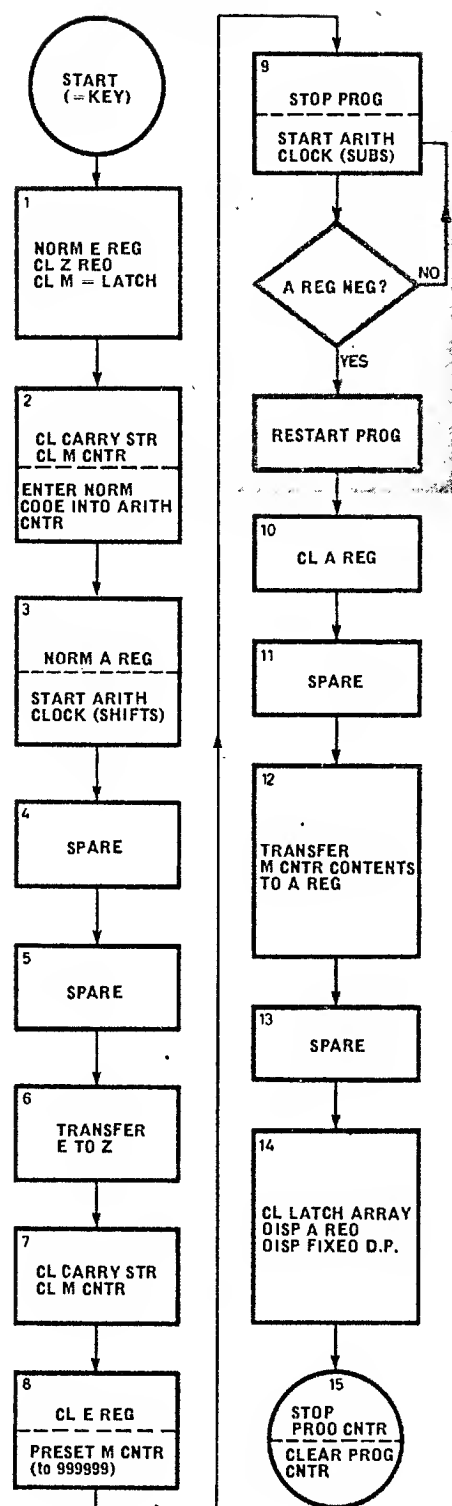 START
(=KEY)
1
NORM E REG
CL Z REO
CL M = LATCH
2
CL CARRY STR
CL M CNTR
ENTER NORM
CODE INTO ARITH
CNTR
3
NORM A REG
START ARITH
CLOCK (SHIFTS)
4
SPARE
5
SPARE
6
TRANSFER
E TO Z
7
CL CARRY STR
CL M CNTR
8
CL E REG
PRESET M CNTR
(to 999999)
9
STOP PROG
START ARITH
CLOCK (SUBS)
A REG NEG?
NO
YES
RESTART PROG
10
CL A REG
11
SPARE
12
TRANSFER
M CNTR CONTENTS
TO A REG
13
SPARE
14
CL LATCH ARRAY
OISP A REO
OISP FIXEO D.P.
15
STOP
PROO CNTR
CLEAR PROG
CNTR